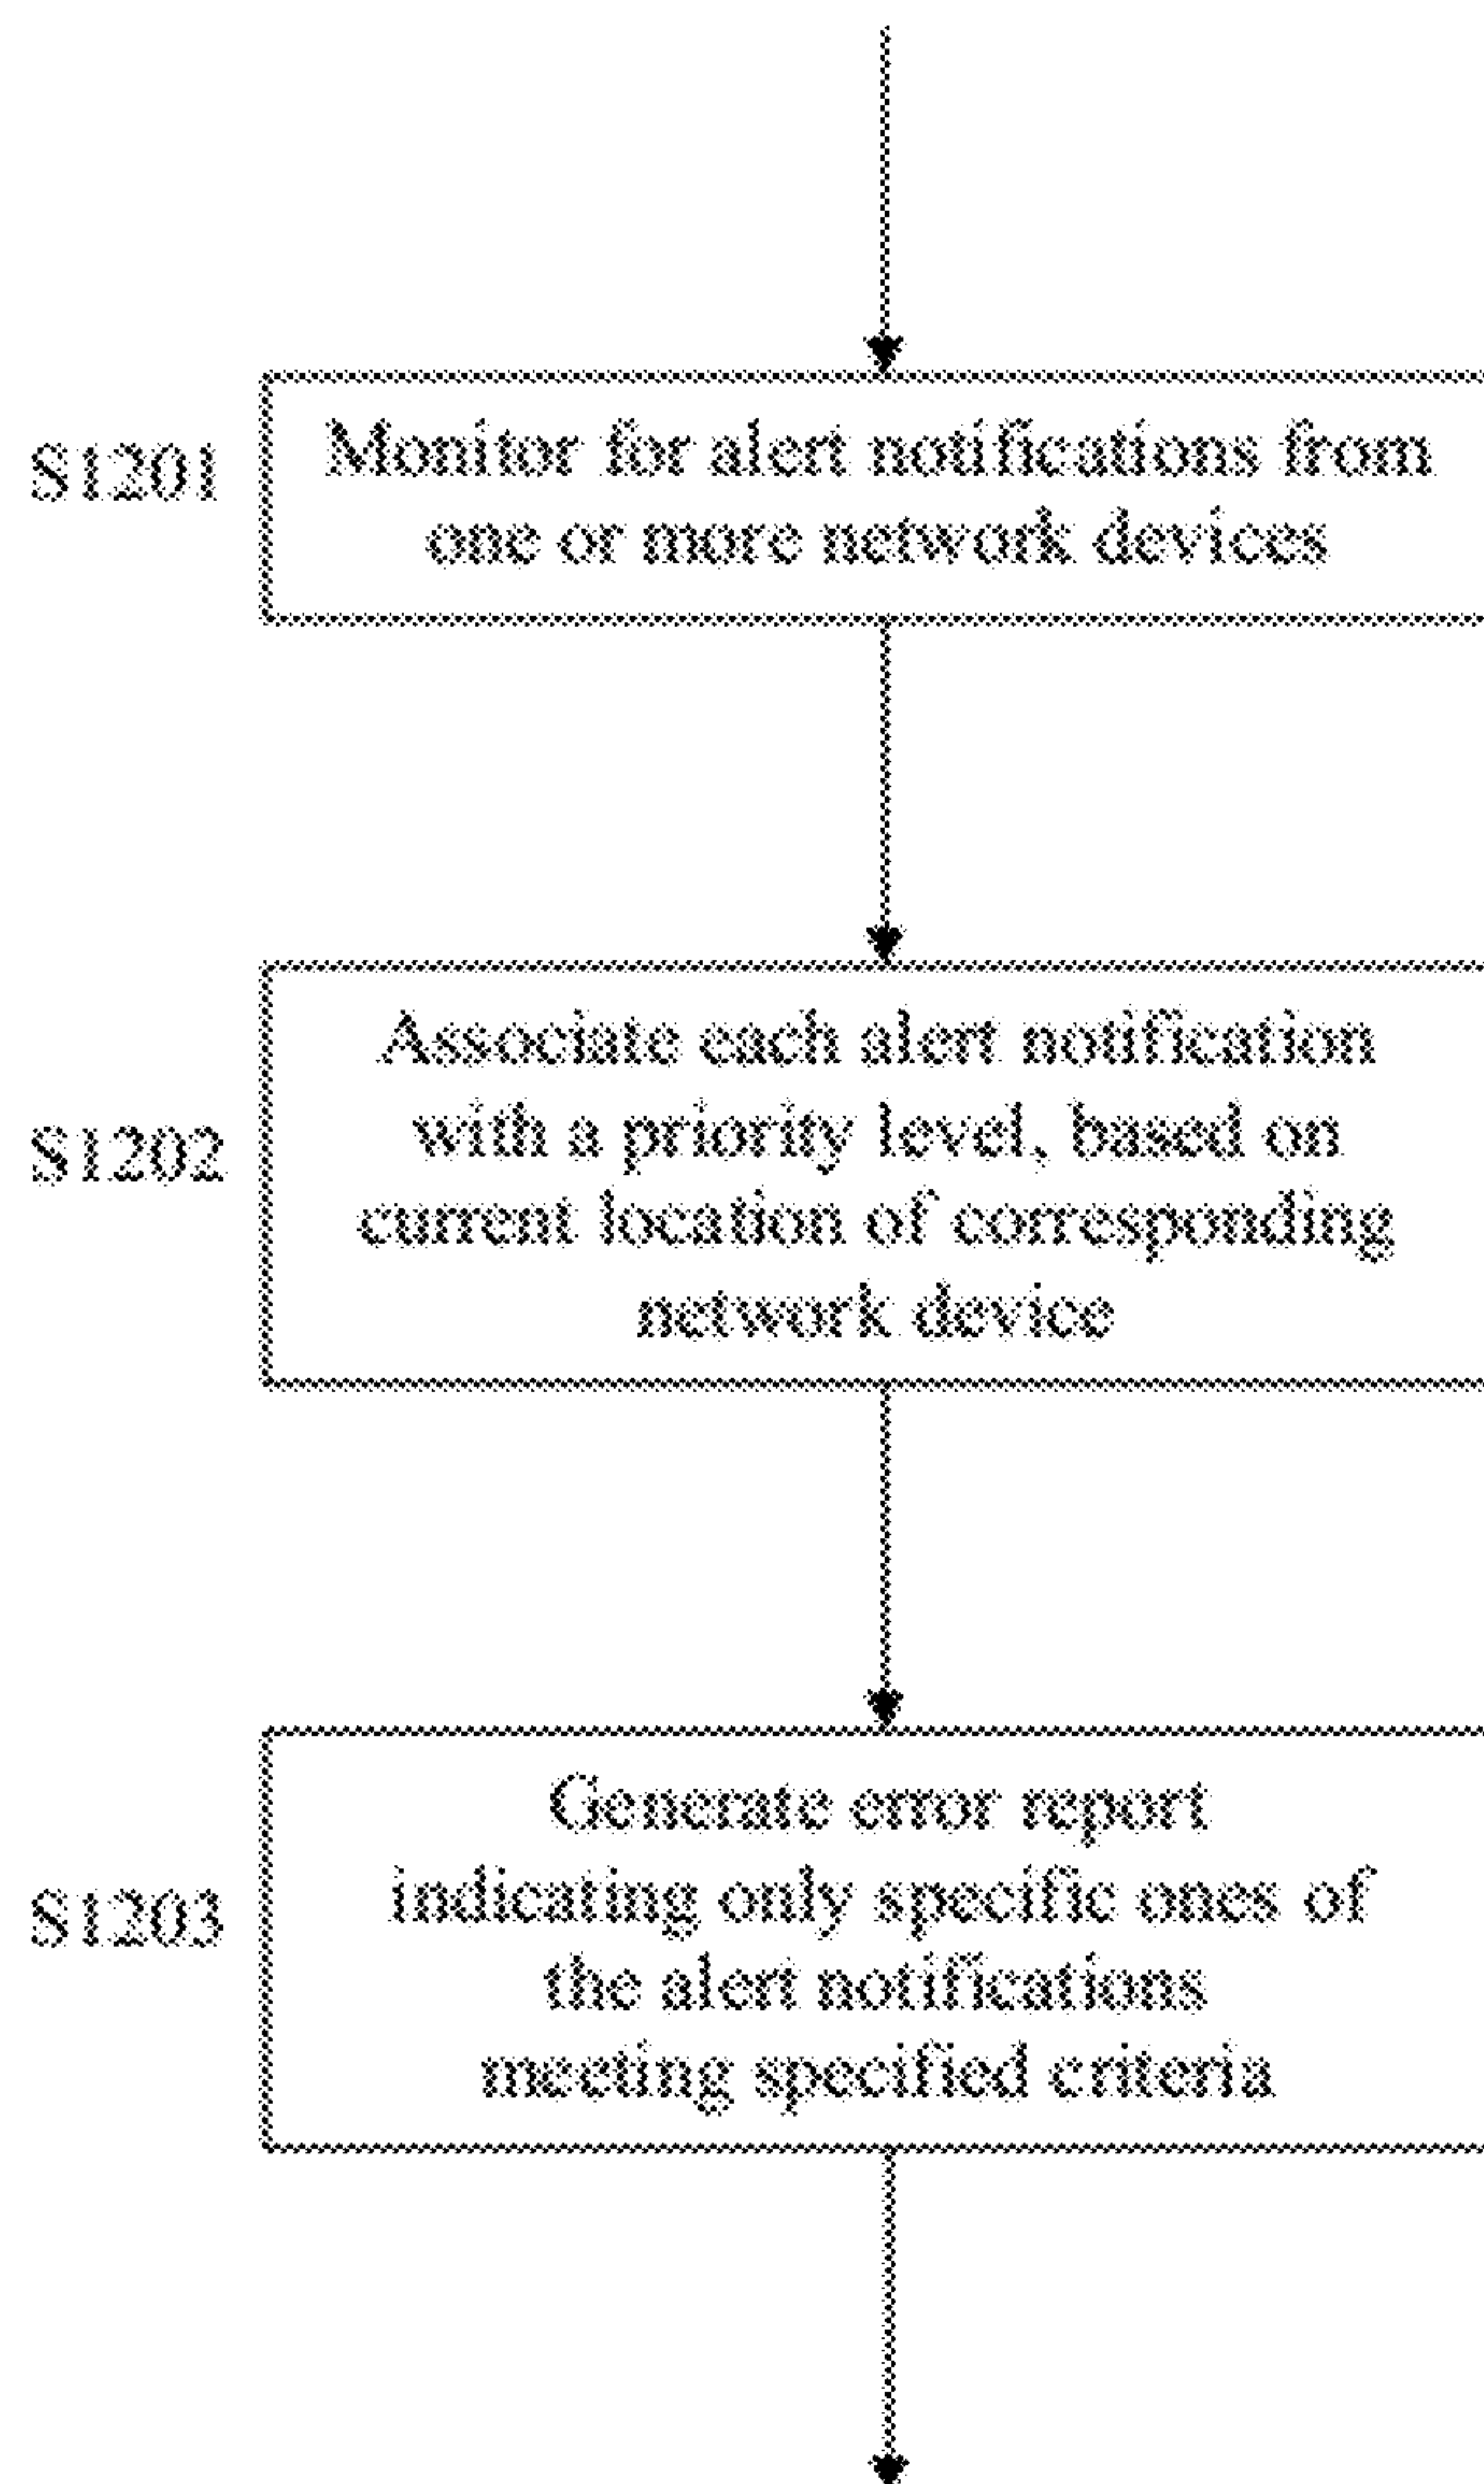 S1201
Monitor for alert notifications from
one or more network devices
S1202
Associate each alert notification
with a priority level, based on
current location of corresponding
network device
S1203
Generate error report
indicating only specific ones of
the alert notifications
meeting specified criteria